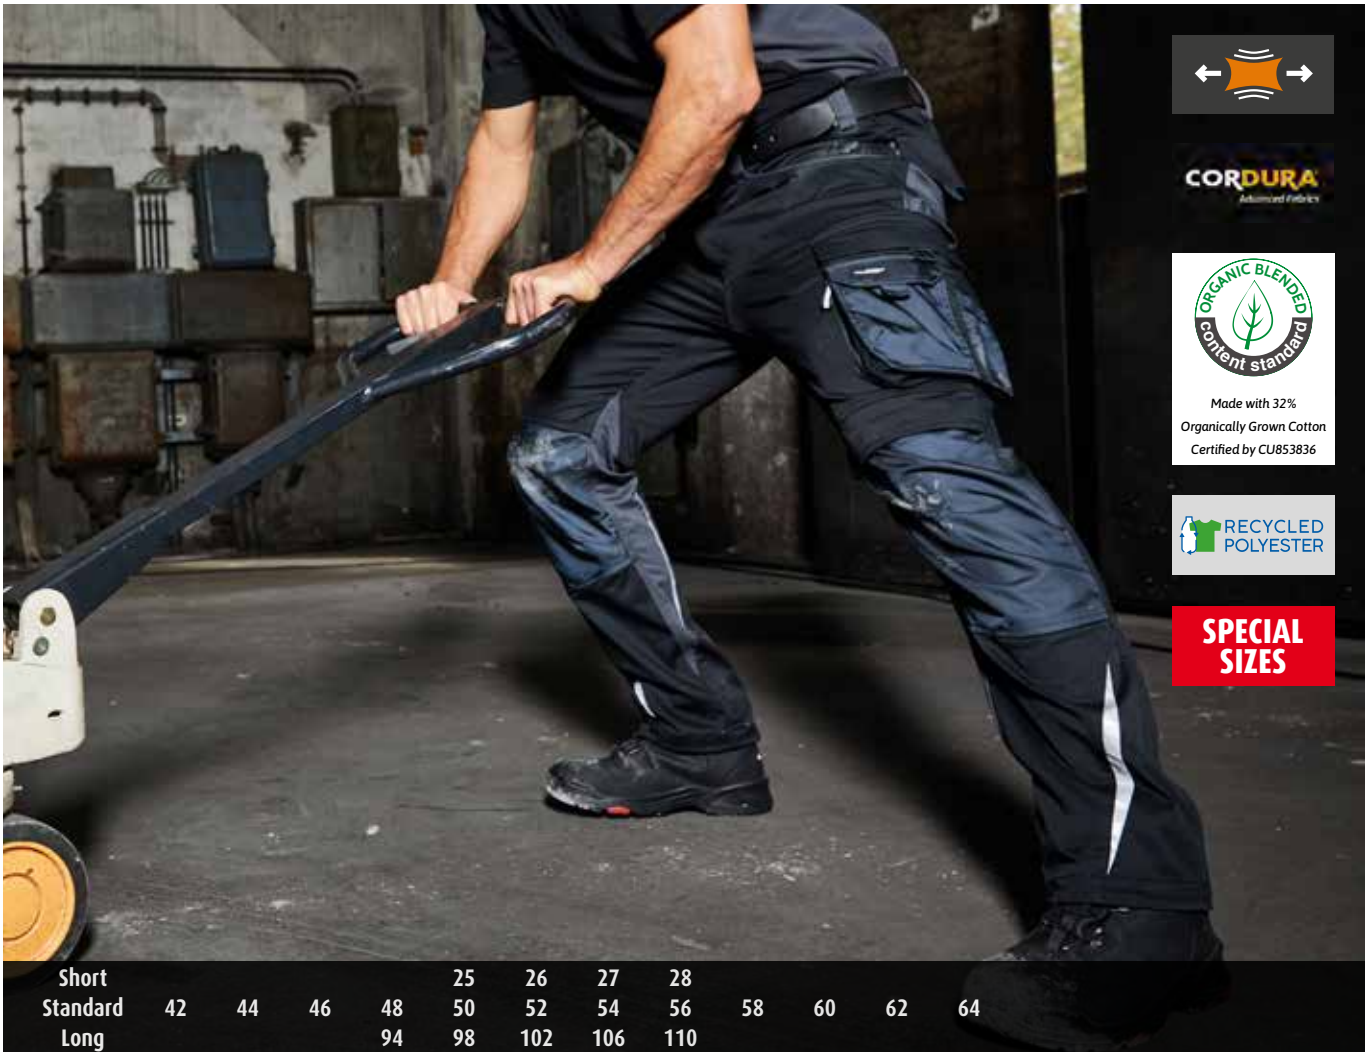 CORDURA
Advanced Fabrics
ORGANIC BLENDED
content standard
Made with 32%
Organically Grown Cotton
Certified by CU853836
RECYCLED
POLYESTER
SPECIAL
SIZES
Short 25 26 27 28
Standard 42 44 46 48 50 52 54 56 58 60 62 64
Long 94 98 102 106 110